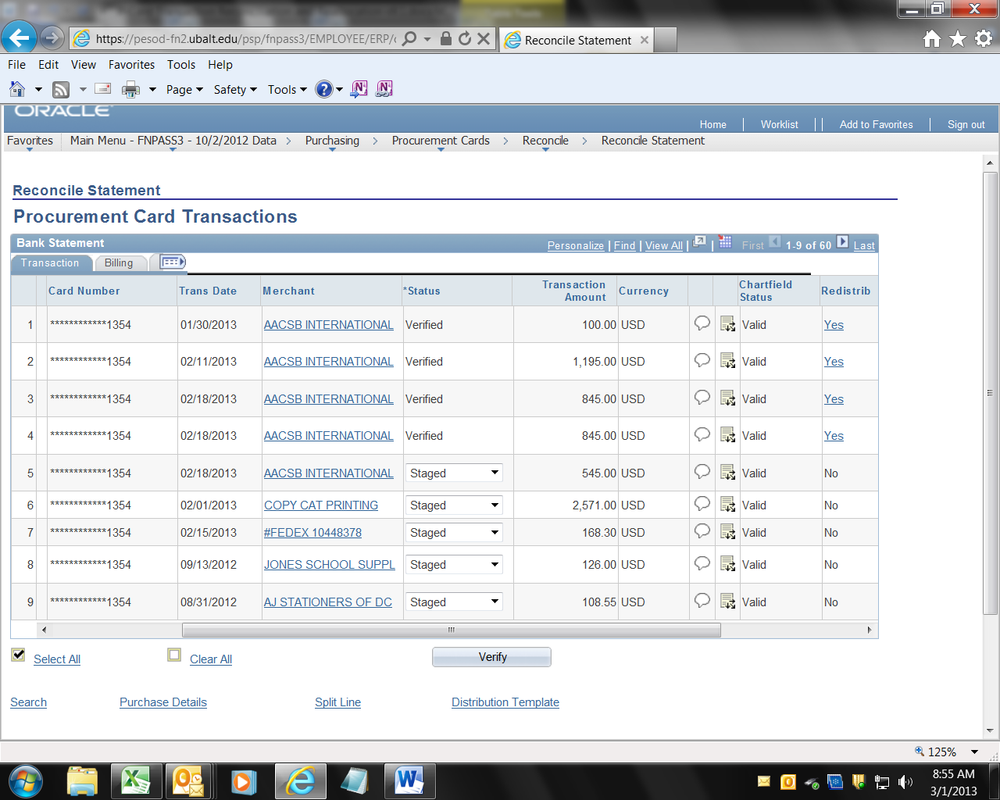 https://pesod-fn2.ubalt.edu/psp/fnpass3/EMPLOYEE/ERP/
Reconcile Statement
File Edit View Favorites Tools Help
Page Safety Tools
ORACLE
Home Worklist Add to Favorites Sign out
Favorites Main Menu - FNPASS3 - 10/2/2012 Data > Purchasing > Procurement Cards > Reconcile > Reconcile Statement
Reconcile Statement
Procurement Card Transactions
Bank Statement Personalize | Find | View All | | First 1-9 of 60 Last
Transaction Billing
Card Number Trans Date Merchant *Status Transaction Amount Currency Chartfield Status Redistrib
1 ************1354 01/30/2013 AACSB INTERNATIONAL Verified 100.00 USD Valid Yes
2 ************1354 02/11/2013 AACSB INTERNATIONAL Verified 1,195.00 USD Valid Yes
3 ************1354 02/18/2013 AACSB INTERNATIONAL Verified 845.00 USD Valid Yes
4 ************1354 02/18/2013 AACSB INTERNATIONAL Verified 845.00 USD Valid Yes
5 ************1354 02/18/2013 AACSB INTERNATIONAL Staged 545.00 USD Valid No
6 ************1354 02/01/2013 COPY CAT PRINTING Staged 2,571.00 USD Valid No
7 ************1354 02/15/2013 #FEDEX 10448378 Staged 168.30 USD Valid No
8 ************1354 09/13/2012 JONES SCHOOL SUPPL Staged 126.00 USD Valid No
9 ************1354 08/31/2012 AJ STATIONERS OF DC Staged 108.55 USD Valid No
Select All Clear All Verify
Search Purchase Details Split Line Distribution Template
125%
8:55 AM
3/1/2013